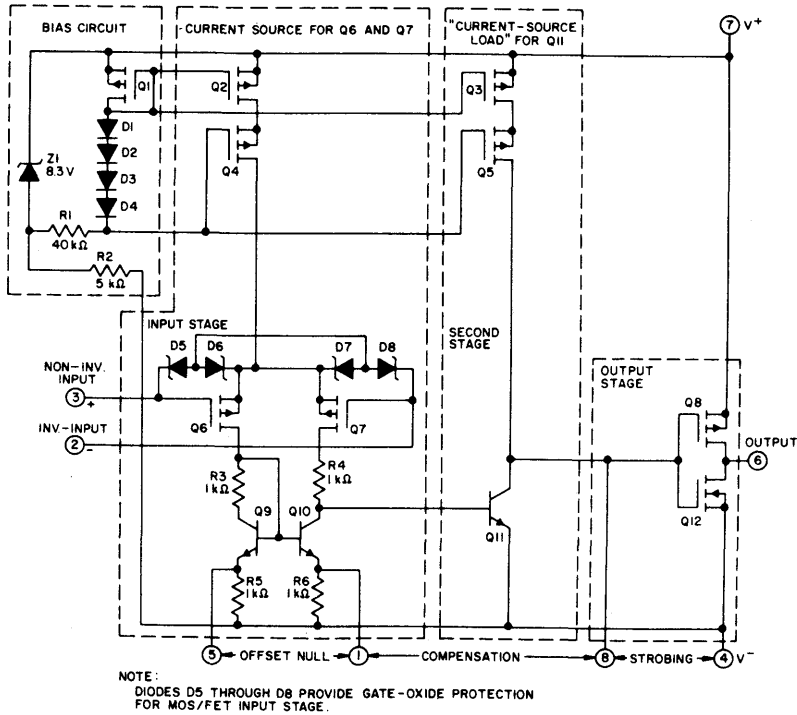 BIAS CIRCUIT
CURRENT SOURCE FOR Q6 AND Q7
"CURRENT-SOURCE
LOAD" FOR Q11
7 V+
Q1
Q2
Q3
D1
D2
D3
D4
Z1
8.3 V
Q4
Q5
R1
40 kΩ
R2
5 kΩ
INPUT STAGE
D5
D6
D7
D8
SECOND
STAGE
OUTPUT
STAGE
NON-INV.
INPUT
3 +
INV.-INPUT
2 -
Q6
Q7
Q8
OUTPUT
6
R3
1 kΩ
R4
1 kΩ
Q9
Q10
Q11
Q12
R5
1 kΩ
R6
1 kΩ
5 OFFSET NULL 1 COMPENSATION 8 STROBING 4 V-
NOTE:
DIODES D5 THROUGH D8 PROVIDE GATE-OXIDE PROTECTION
FOR MOS/FET INPUT STAGE.